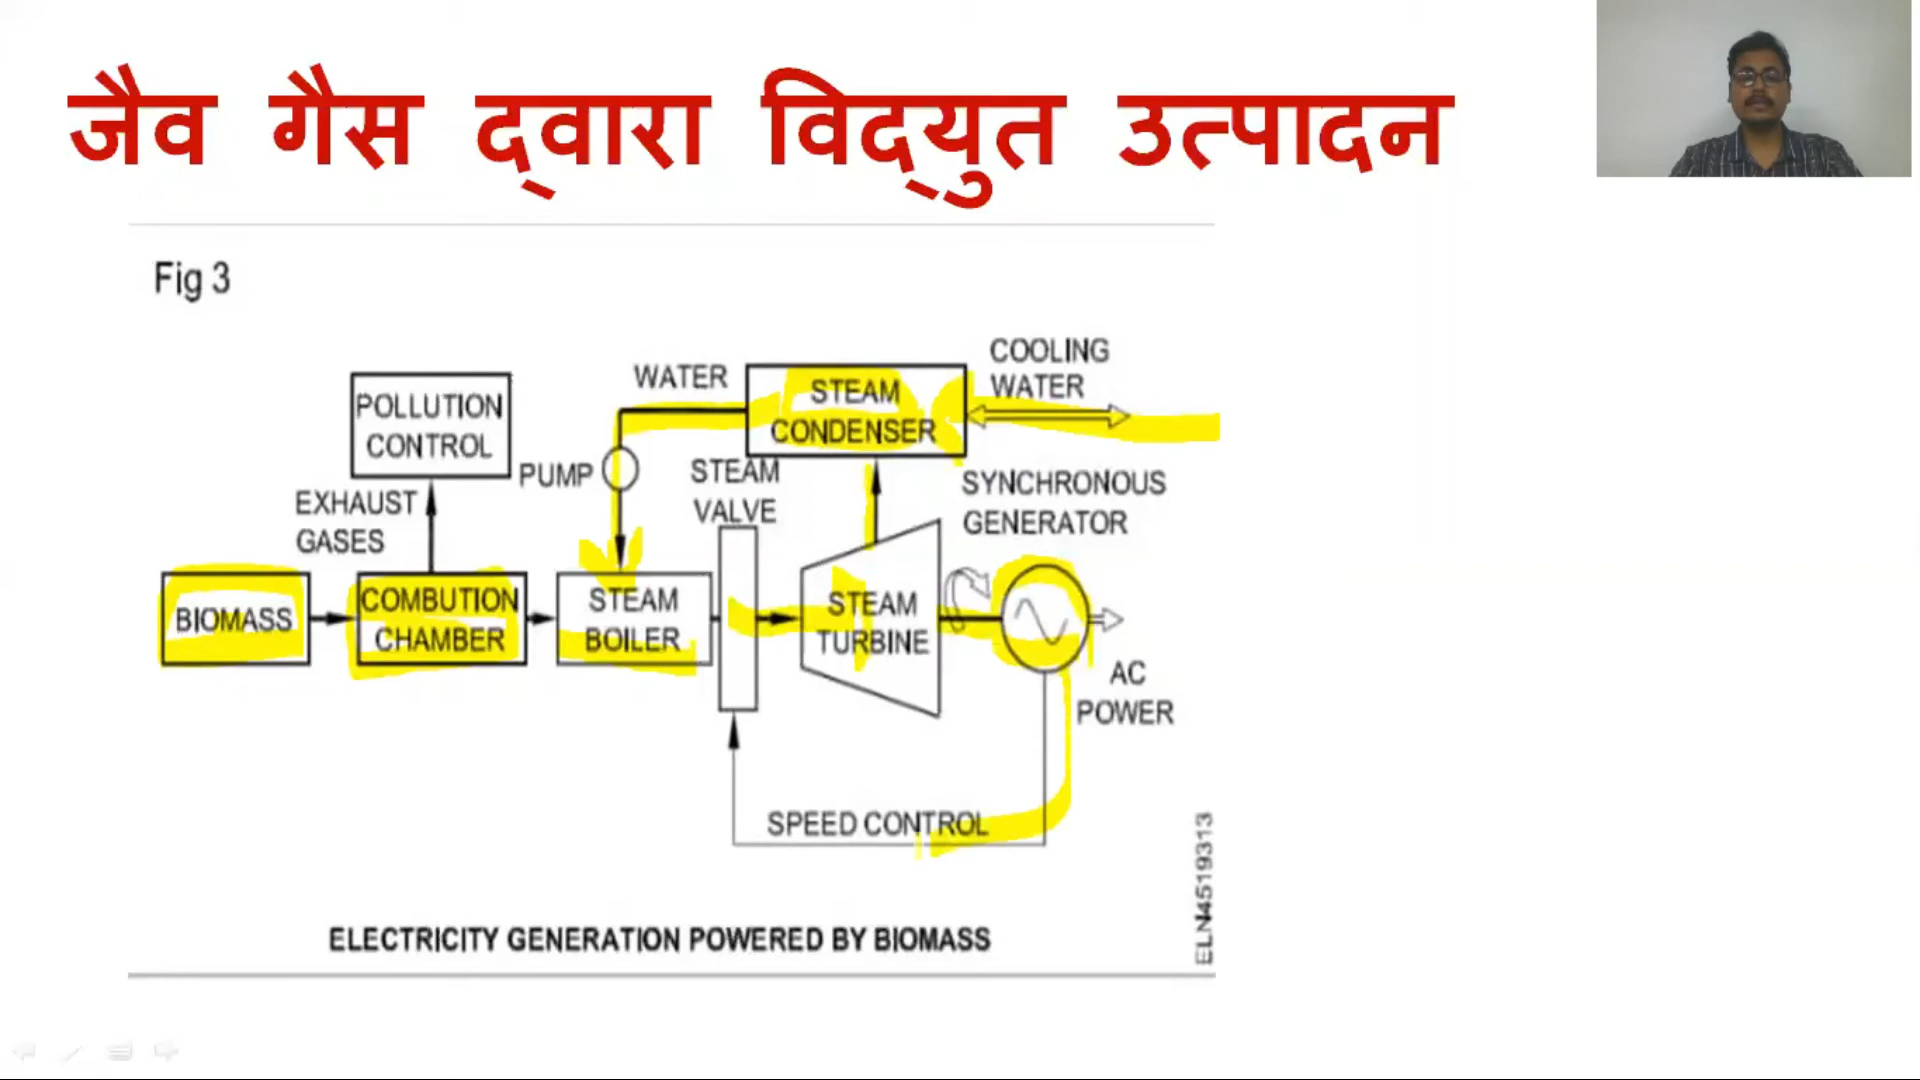 जैव गैस द्वारा विद्युत उत्पादन
Fig 3
POLLUTION
CONTROL
WATER
STEAM
CONDENSER
COOLING
WATER
EXHAUST
GASES
PUMP
STEAM
VALVE
SYNCHRONOUS
GENERATOR
BIOMASS
COMBUTION
CHAMBER
STEAM
BOILER
STEAM
TURBINE
AC
POWER
SPEED CONTROL
ELN4519313
ELECTRICITY GENERATION POWERED BY BIOMASS